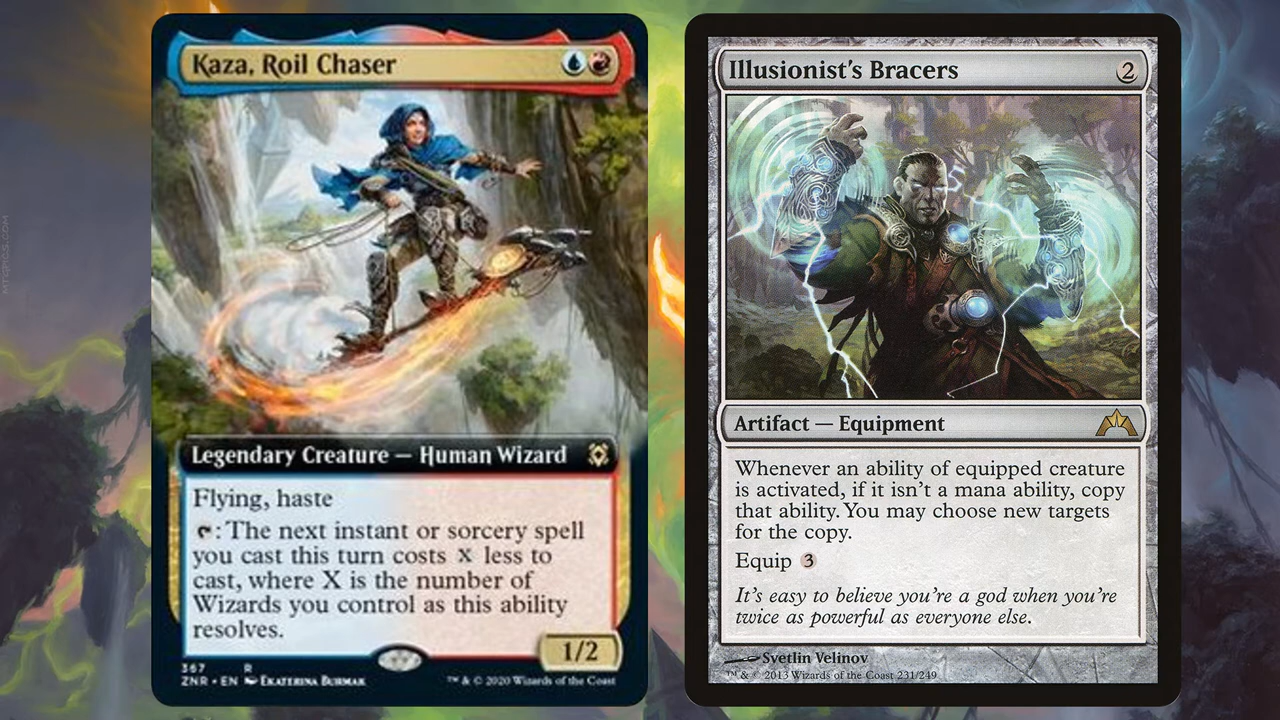 Kaza, Roil Chaser
Legendary Creature — Human Wizard
Flying, haste
: The next instant or sorcery spell
you cast this turn costs X less to
cast, where X is the number of
Wizards you control as this ability
resolves.
1/2
367 R
ZNR • EN Ekaterina Burmak
™ & © 2020 Wizards of the Coast
Illusionist's Bracers 2
Artifact — Equipment
Whenever an ability of equipped creature
is activated, if it isn't a mana ability, copy
that ability. You may choose new targets
for the copy.
Equip 3
It's easy to believe you're a god when you're
twice as powerful as everyone else.
Svetlin Velinov
™ & © 2013 Wizards of the Coast 231/249